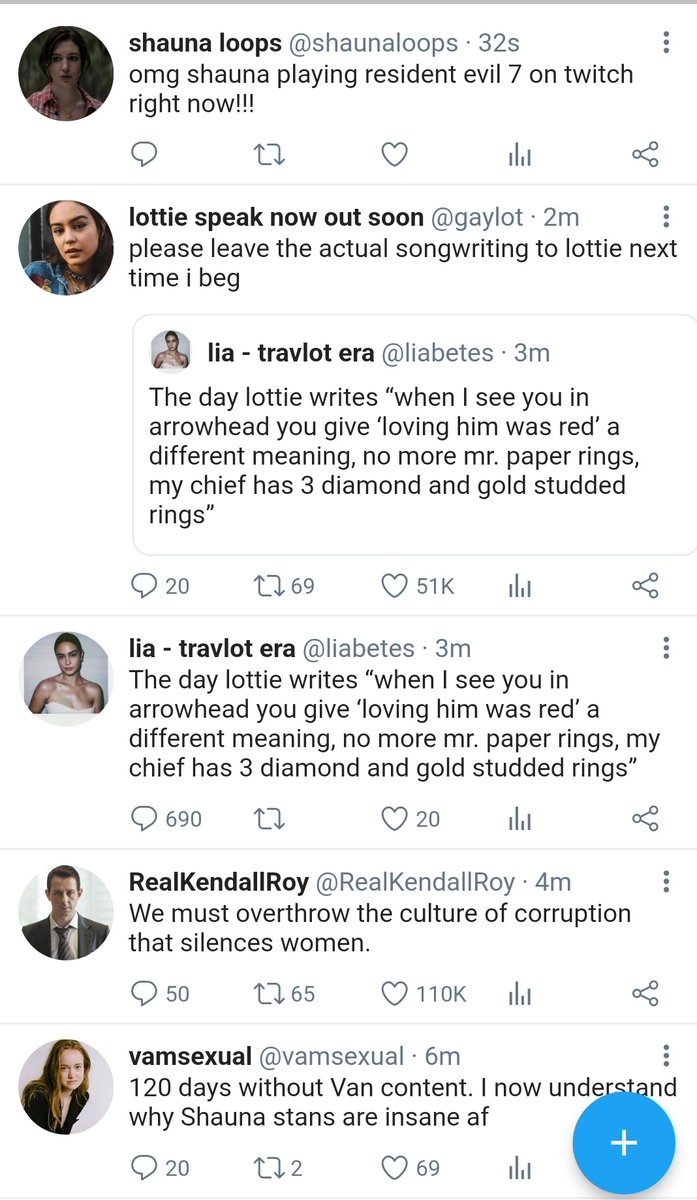 shauna loops @shaunaloops · 32s
omg shauna playing resident evil 7 on twitch
right now!!!
lottie speak now out soon @gaylot · 2m
please leave the actual songwriting to lottie next
time i beg
lia - travlot era @liabetes · 3m
The day lottie writes “when I see you in
arrowhead you give ‘loving him was red’ a
different meaning, no more mr. paper rings,
my chief has 3 diamond and gold studded
rings”
20 69 51K
lia - travlot era @liabetes · 3m
The day lottie writes “when I see you in
arrowhead you give ‘loving him was red’ a
different meaning, no more mr. paper rings, my
chief has 3 diamond and gold studded rings”
690 20
RealKendallRoy @RealKendallRoy · 4m
We must overthrow the culture of corruption
that silences women.
50 65 110K
vamsexual @vamsexual · 6m
120 days without Van content. I now understand
why Shauna stans are insane af
20 2 69